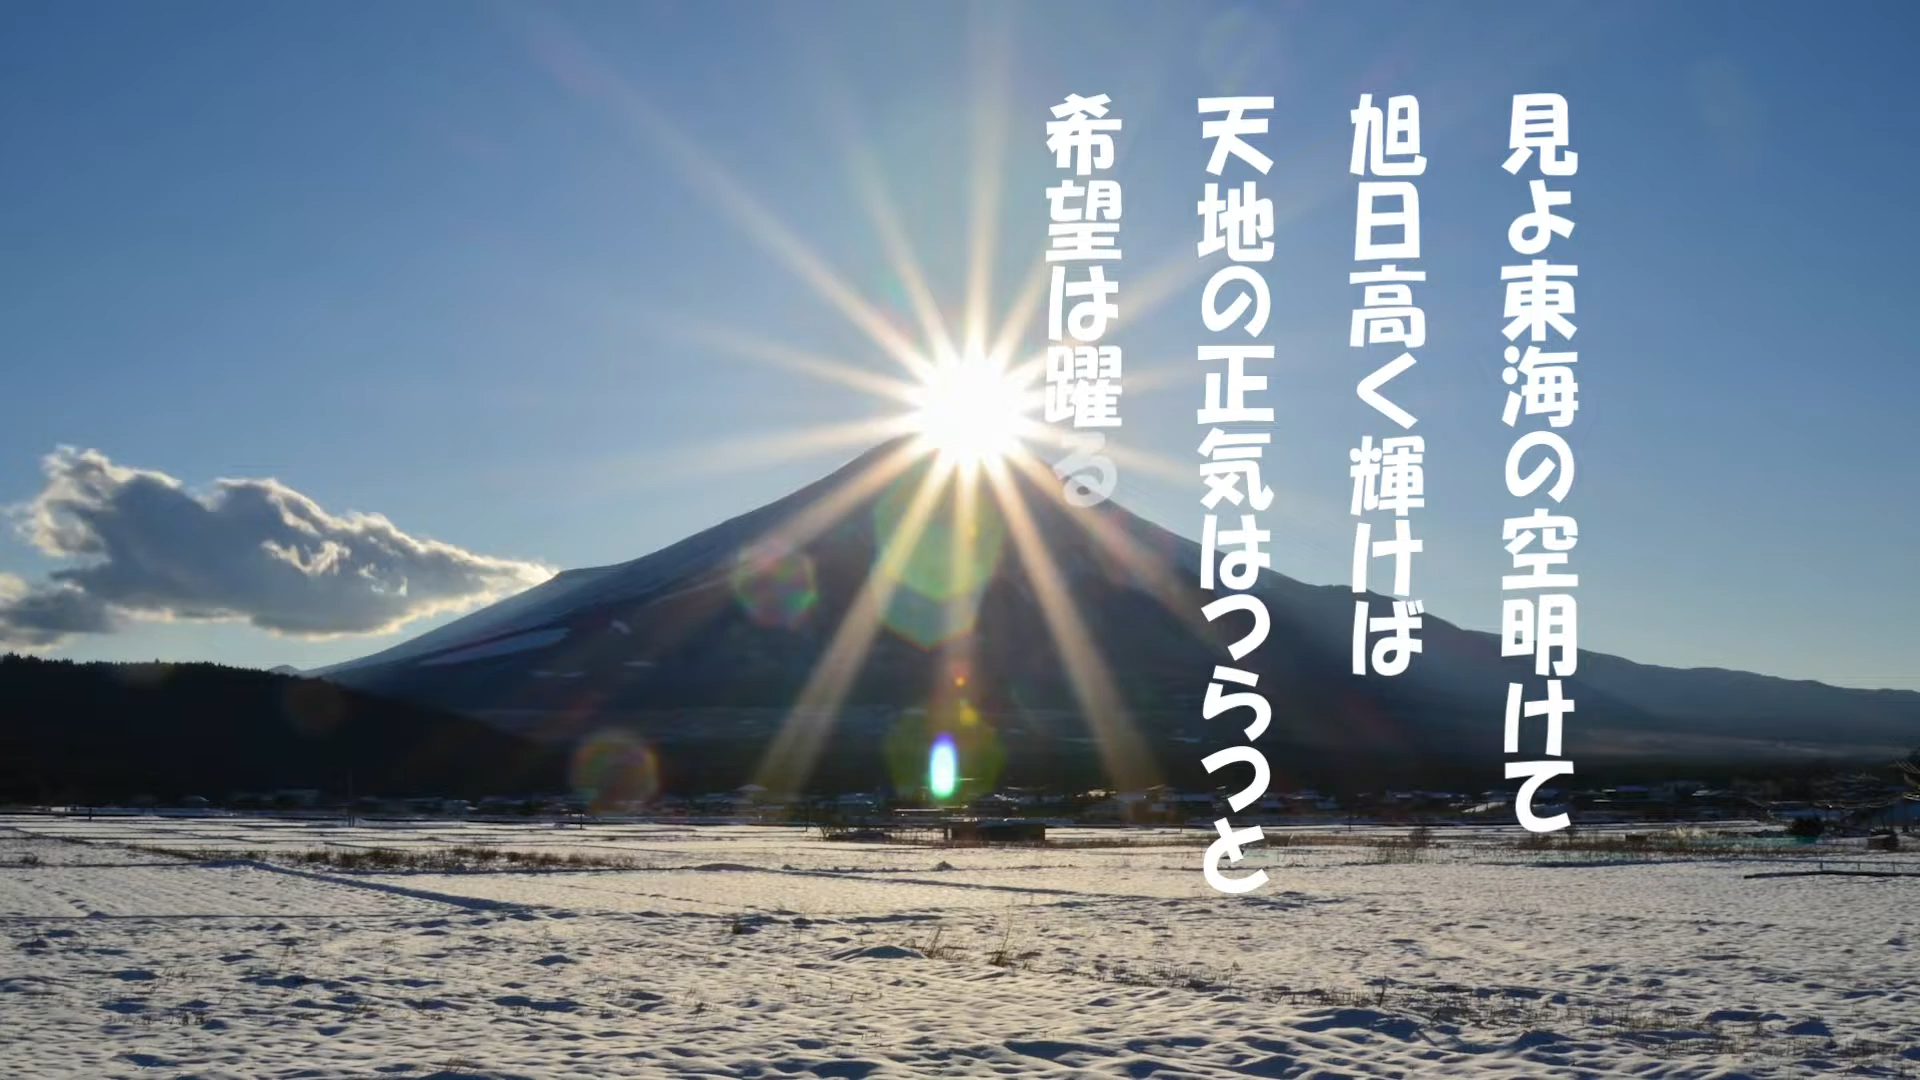 見よ東海の空明けて
旭日高く輝けば
天地の正気はつらつと
希望は躍る